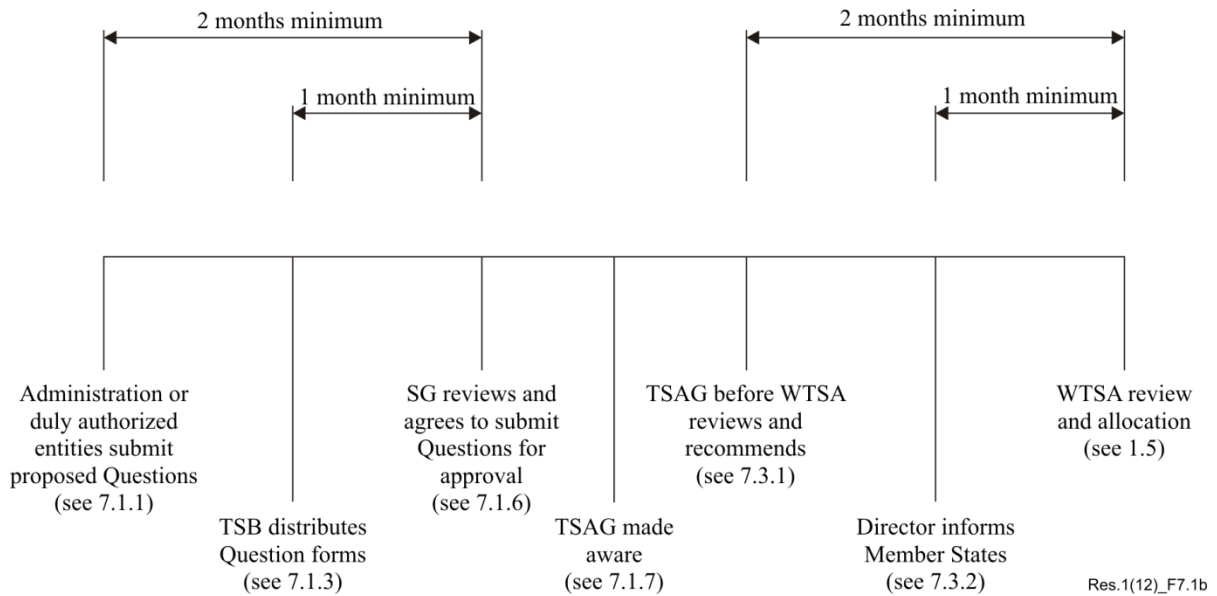 2 months minimum
2 months minimum
1 month minimum
1 month minimum
Administration or
duly authorized
entities submit
proposed Questions
(see 7.1.1)
SG reviews and
agrees to submit
Questions for
approval
(see 7.1.6)
TSAG before WTSA
reviews and
recommends
(see 7.3.1)
WTSA review
and allocation
(see 1.5)
TSB distributes
Question forms
(see 7.1.3)
TSAG made
aware
(see 7.1.7)
Director informs
Member States
(see 7.3.2)
Res.1(12)_F7.1b